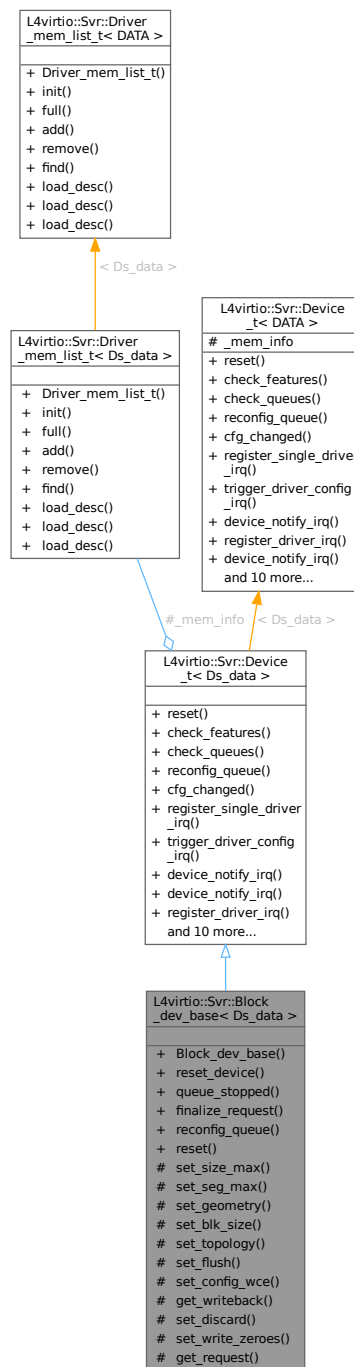 L4virtio::Svr::Driver
_mem_list_t< DATA >
+ Driver_mem_list_t()
+ init()
+ full()
+ add()
+ remove()
+ find()
+ load_desc()
+ load_desc()
+ load_desc()
< Ds_data >
L4virtio::Svr::Driver
_mem_list_t< Ds_data >
+ Driver_mem_list_t()
+ init()
+ full()
+ add()
+ remove()
+ find()
+ load_desc()
+ load_desc()
+ load_desc()
L4virtio::Svr::Device
_t< DATA >
# _mem_info
+ reset()
+ check_features()
+ check_queues()
+ reconfig_queue()
+ cfg_changed()
+ register_single_driver
_irq()
+ trigger_driver_config
_irq()
+ device_notify_irq()
+ register_driver_irq()
+ device_notify_irq()
and 10 more...
#_mem_info
< Ds_data >
L4virtio::Svr::Device
_t< Ds_data >
+ reset()
+ check_features()
+ check_queues()
+ reconfig_queue()
+ cfg_changed()
+ register_single_driver
_irq()
+ trigger_driver_config
_irq()
+ device_notify_irq()
+ device_notify_irq()
+ register_driver_irq()
and 10 more...
L4virtio::Svr::Block
_dev_base< Ds_data >
+ Block_dev_base()
+ reset_device()
+ queue_stopped()
+ finalize_request()
+ reconfig_queue()
+ reset()
# set_size_max()
# set_seg_max()
# set_geometry()
# set_blk_size()
# set_topology()
# set_flush()
# set_config_wce()
# get_writeback()
# set_discard()
# set_write_zeroes()
# get_request()